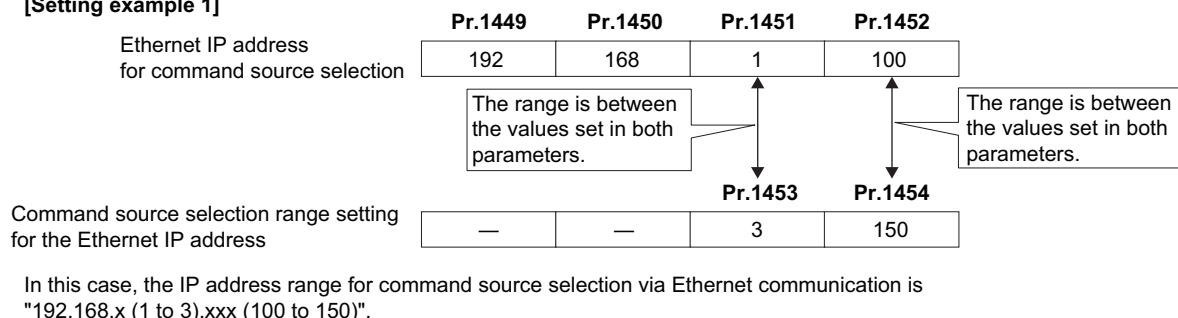 [Setting example 1]
Pr.1449 Pr.1450 Pr.1451 Pr.1452
Ethernet IP address
for command source selection
192 168 1 100
The range is between
the values set in both
parameters.
The range is between
the values set in both
parameters.
Pr.1453 Pr.1454
Command source selection range setting
for the Ethernet IP address
— — 3 150
In this case, the IP address range for command source selection via Ethernet communication is
"192.168.x (1 to 3).xxx (100 to 150)".